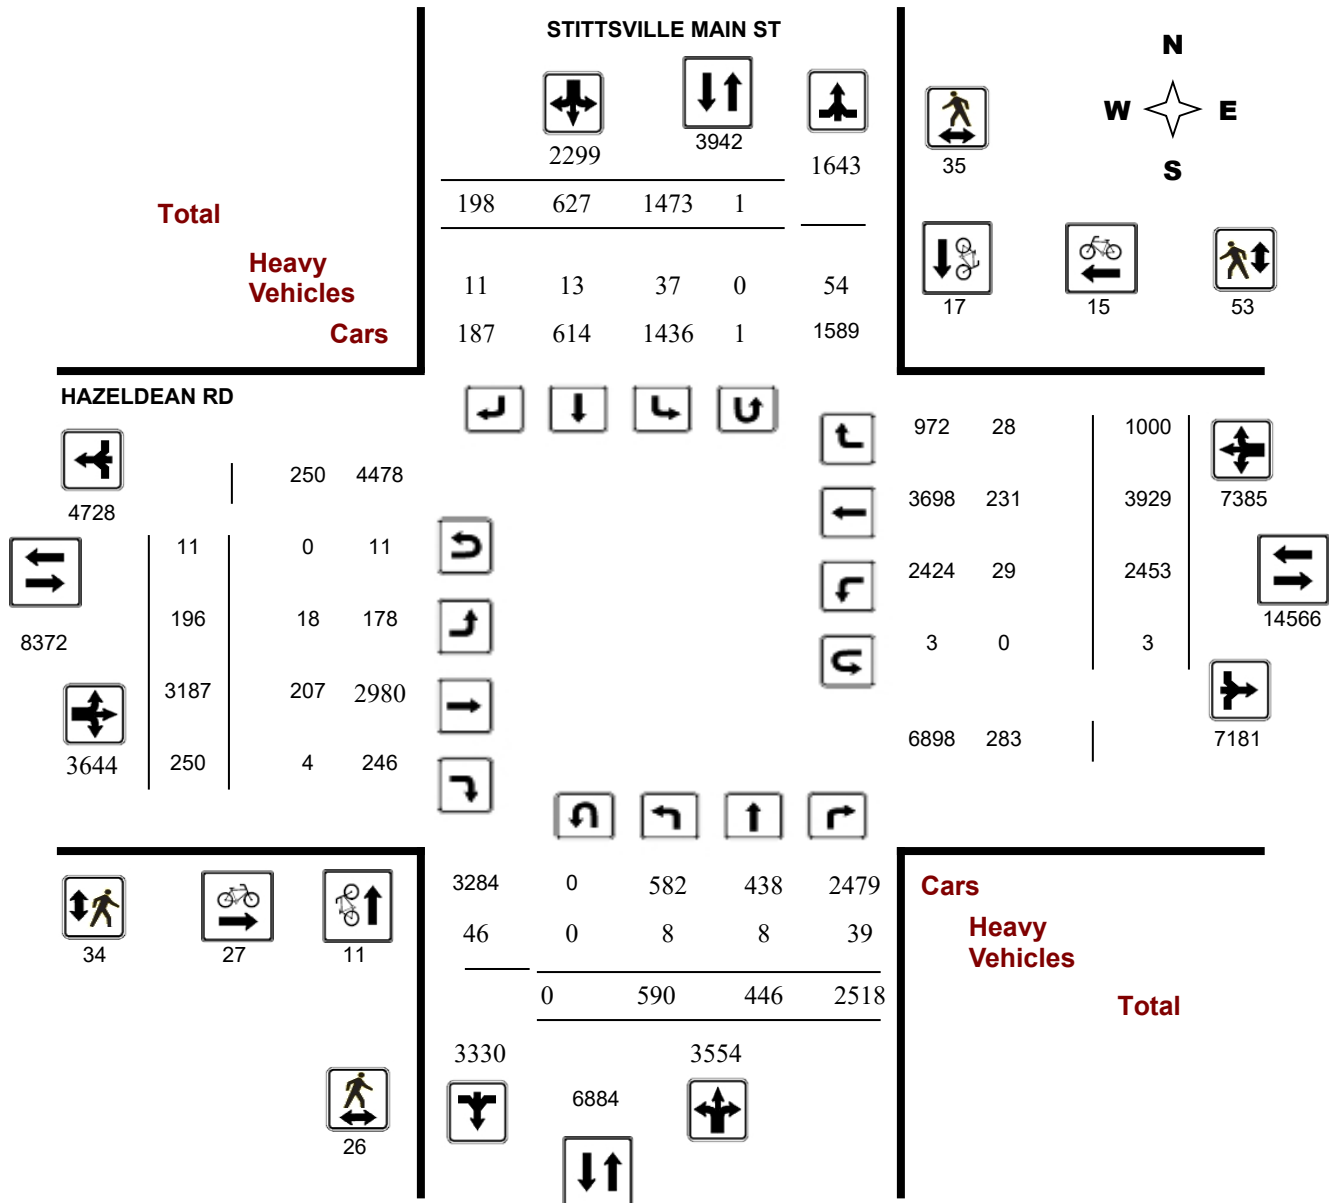 STITTSVILLE MAIN ST
N
W E
S
2299 3942 1643 35
Total 198 627 1473 1
Heavy
Vehicles 11 13 37 0 54
17 15 53
Cars 187 614 1436 1 1589
HAZELDEAN RD
972 28 1000
250 4478
4728 3698 231 3929 7385
11 0 11
2424 29 2453
196 18 178 14566
8372 3 0 3
3187 207 2980
6898 283 7181
3644 250 4 246
3284 0 582 438 2479 Cars
46 0 8 8 39 Heavy
Vehicles
34 27 11
0 590 446 2518 Total
3330 3554
6884
26